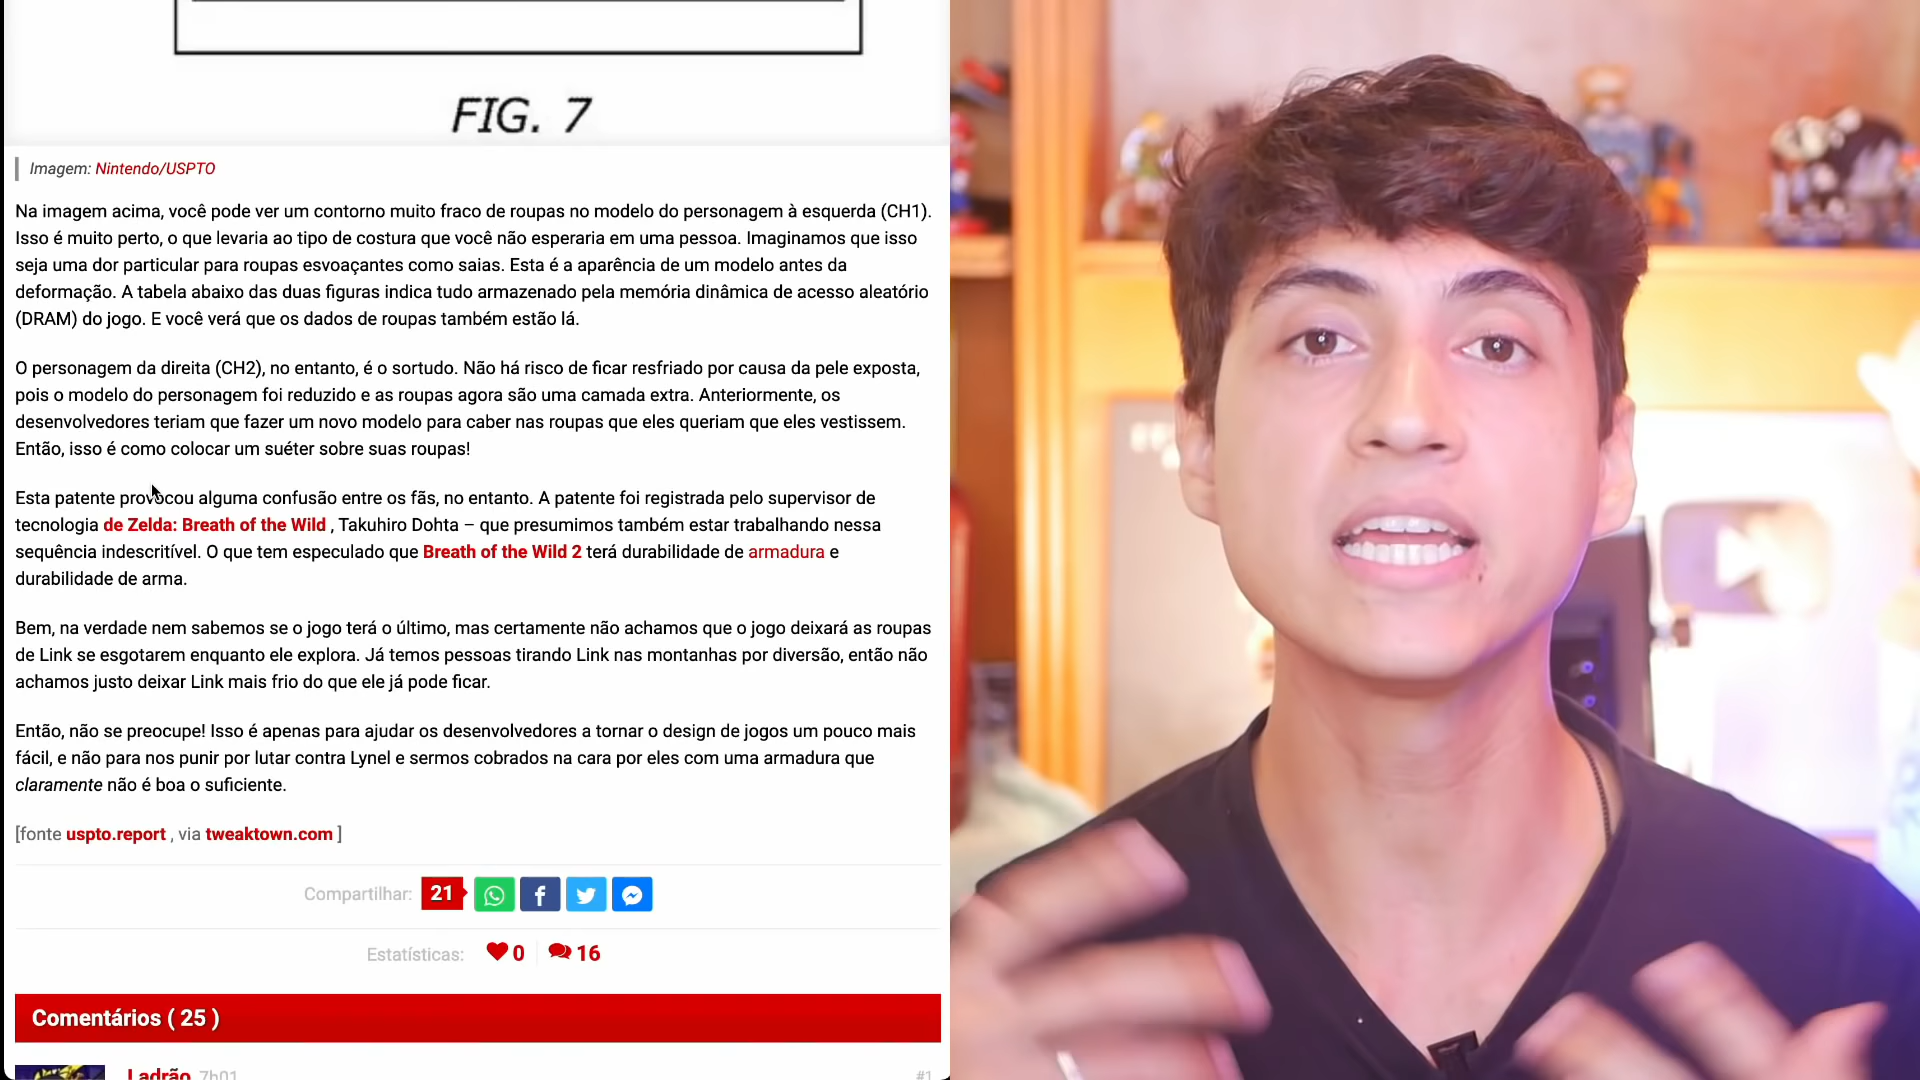 FIG. 7
Imagem: Nintendo/USPTO
Na imagem acima, você pode ver um contorno muito fraco de roupas no modelo do personagem à esquerda (CH1).
Isso é muito perto, o que levaria ao tipo de costura que você não esperaria em uma pessoa. Imaginamos que isso
seja uma dor particular para roupas esvoaçantes como saias. Esta é a aparência de um modelo antes da
deformação. A tabela abaixo das duas figuras indica tudo armazenado pela memória dinâmica de acesso aleatório
(DRAM) do jogo. E você verá que os dados de roupas também estão lá.
O personagem da direita (CH2), no entanto, é o sortudo. Não há risco de ficar resfriado por causa da pele exposta,
pois o modelo do personagem foi reduzido e as roupas agora são uma camada extra. Anteriormente, os
desenvolvedores teriam que fazer um novo modelo para caber nas roupas que eles queriam que eles vestissem.
Então, isso é como colocar um suéter sobre suas roupas!
Esta patente provocou alguma confusão entre os fãs, no entanto. A patente foi registrada pelo supervisor de
tecnologia de Zelda: Breath of the Wild , Takuhiro Dohta – que presumimos também estar trabalhando nessa
sequência indescritível. O que tem especulado que Breath of the Wild 2 terá durabilidade de armadura e
durabilidade de arma.
Bem, na verdade nem sabemos se o jogo terá o último, mas certamente não achamos que o jogo deixará as roupas
de Link se esgotarem enquanto ele explora. Já temos pessoas tirando Link nas montanhas por diversão, então não
achamos justo deixar Link mais frio do que ele já pode ficar.
Então, não se preocupe! Isso é apenas para ajudar os desenvolvedores a tornar o design de jogos um pouco mais
fácil, e não para nos punir por lutar contra Lynel e sermos cobrados na cara por eles com uma armadura que
claramente não é boa o suficiente.
[fonte uspto.report , via tweaktown.com ]
Compartilhar: 21
Estatísticas: 0 16
Comentários ( 25 )
Ladrão 7h01 #1